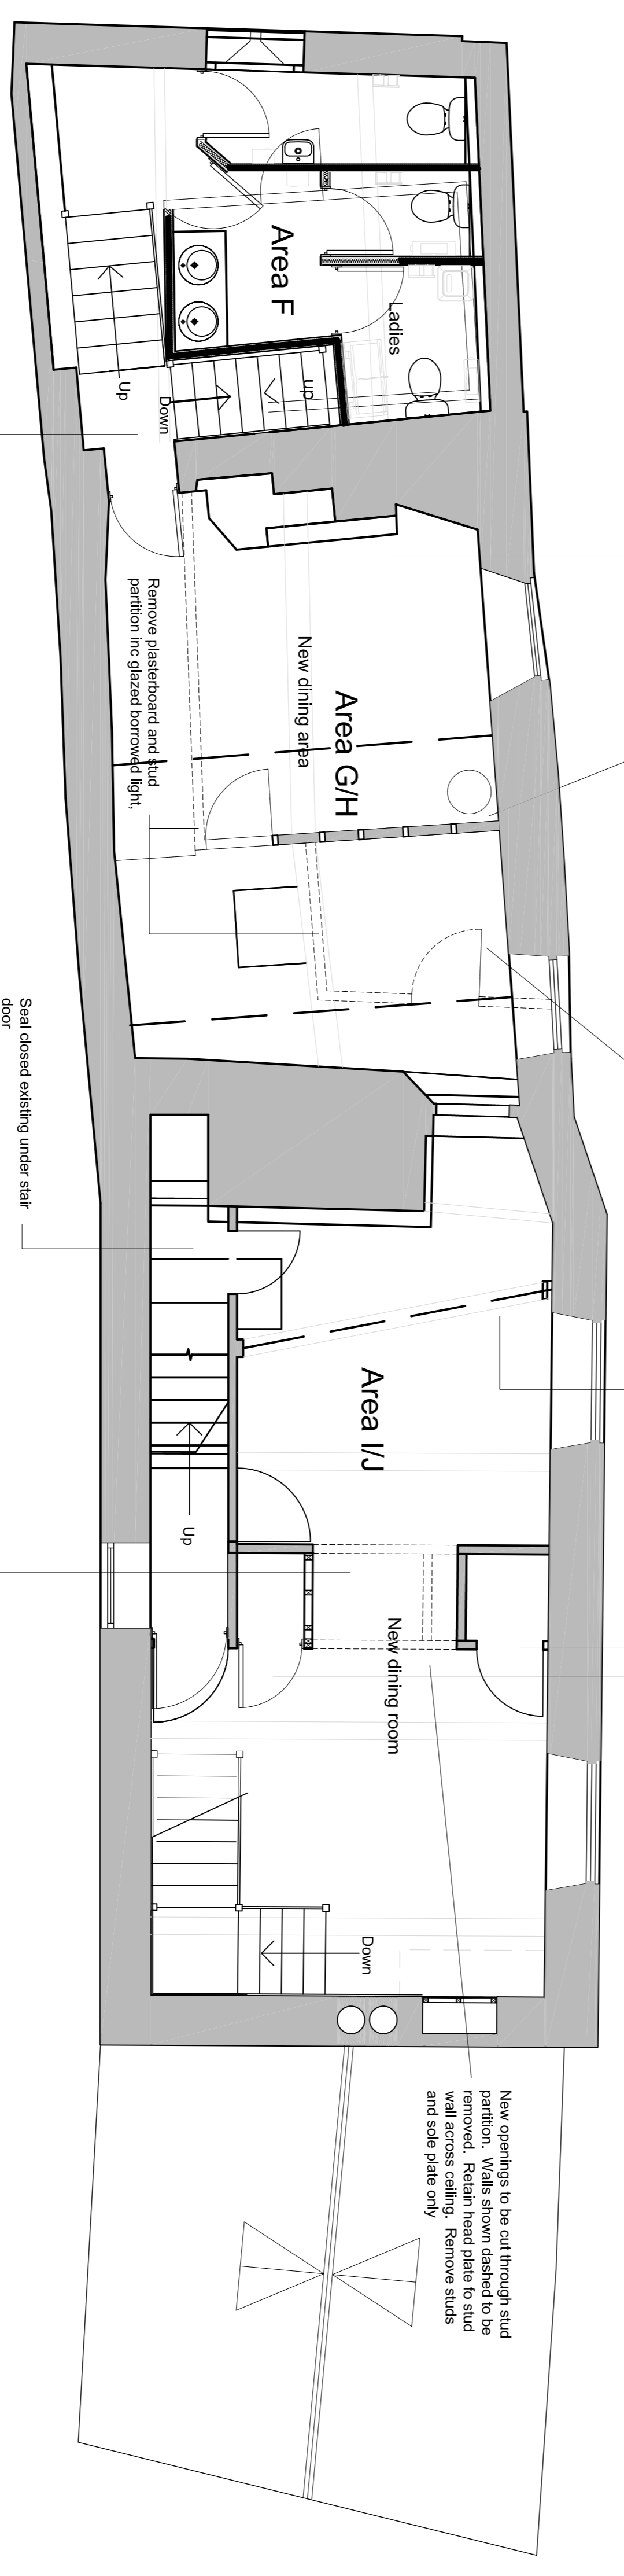 Area F
Ladies
Up
Down
up
Remove plasterboard and stud
partition inc glazed borrowed light,
New dining area
Area G/H
Seal closed existing under stair
door
Area I/J
Up
New dining room
Down
New openings to be cut through stud
partition. Walls shown dashed to be
removed. Retain head plate fo stud
wall across ceiling. Remove studs
and sole plate only